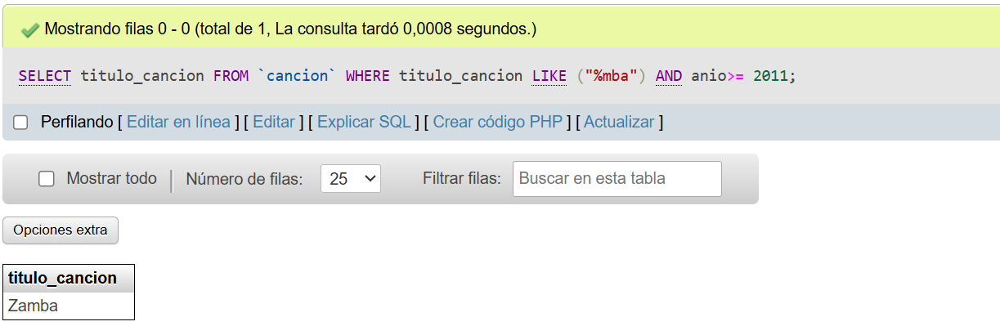 Mostrando filas 0 - 0 (total de 1, La consulta tardó 0,0008 segundos.)
SELECT titulo_cancion FROM `cancion` WHERE titulo_cancion LIKE ("%mba") AND anio>= 2011;
Perfilando [ Editar en línea ] [ Editar ] [ Explicar SQL ] [ Crear código PHP ] [ Actualizar ]
Mostrar todo | Número de filas: 25 Filtrar filas: Buscar en esta tabla
Opciones extra
titulo_cancion
Zamba